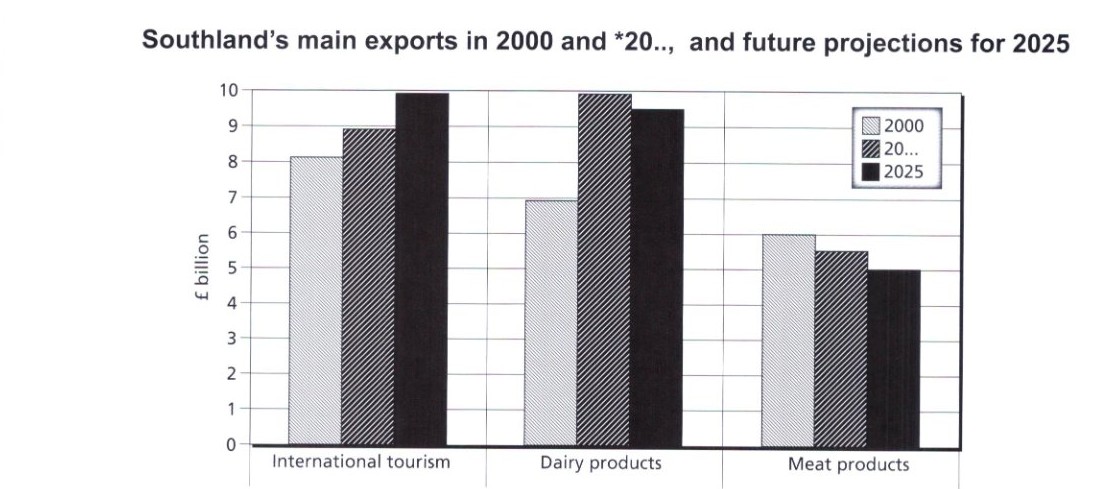 Southland's main exports in 2000 and *20.., and future projections for 2025
10
9
8
7
6
5
4
3
2
1
0
£ billion
2000
20...
2025
International tourism
Dairy products
Meat products